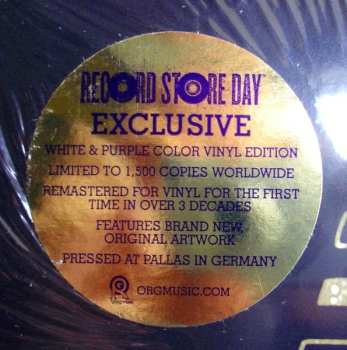 RECORD STORE DAY
EXCLUSIVE
WHITE & PURPLE COLOR VINYL EDITION
LIMITED TO 1,500 COPIES WORLDWIDE
REMASTERED FOR VINYL FOR THE FIRST
TIME IN OVER 3 DECADES
FEATURES BRAND NEW,
ORIGINAL ARTWORK
PRESSED AT PALLAS IN GERMANY
ORGMUSIC.COM